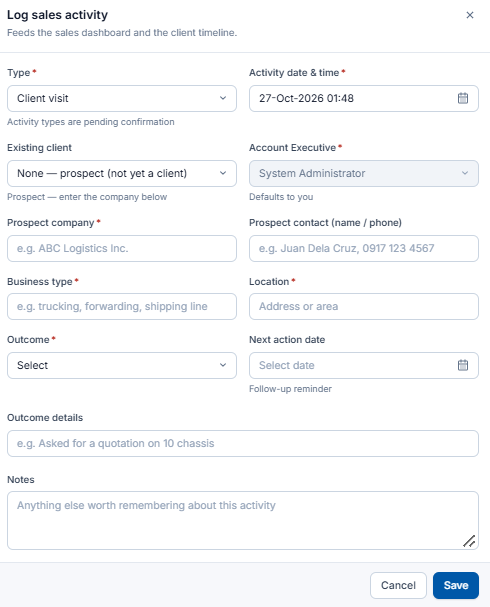 Log sales activity
Feeds the sales dashboard and the client timeline.
Type *
Activity date & time *
Client visit
27-Oct-2026 01:48
Activity types are pending confirmation
Existing client
Account Executive *
None — prospect (not yet a client)
System Administrator
Prospect — enter the company below
Defaults to you
Prospect company *
Prospect contact (name / phone)
e.g. ABC Logistics Inc.
e.g. Juan Dela Cruz, 0917 123 4567
Business type *
Location *
e.g. trucking, forwarding, shipping line
Address or area
Outcome *
Next action date
Select
Select date
Follow-up reminder
Outcome details
e.g. Asked for a quotation on 10 chassis
Notes
Anything else worth remembering about this activity
Cancel
Save